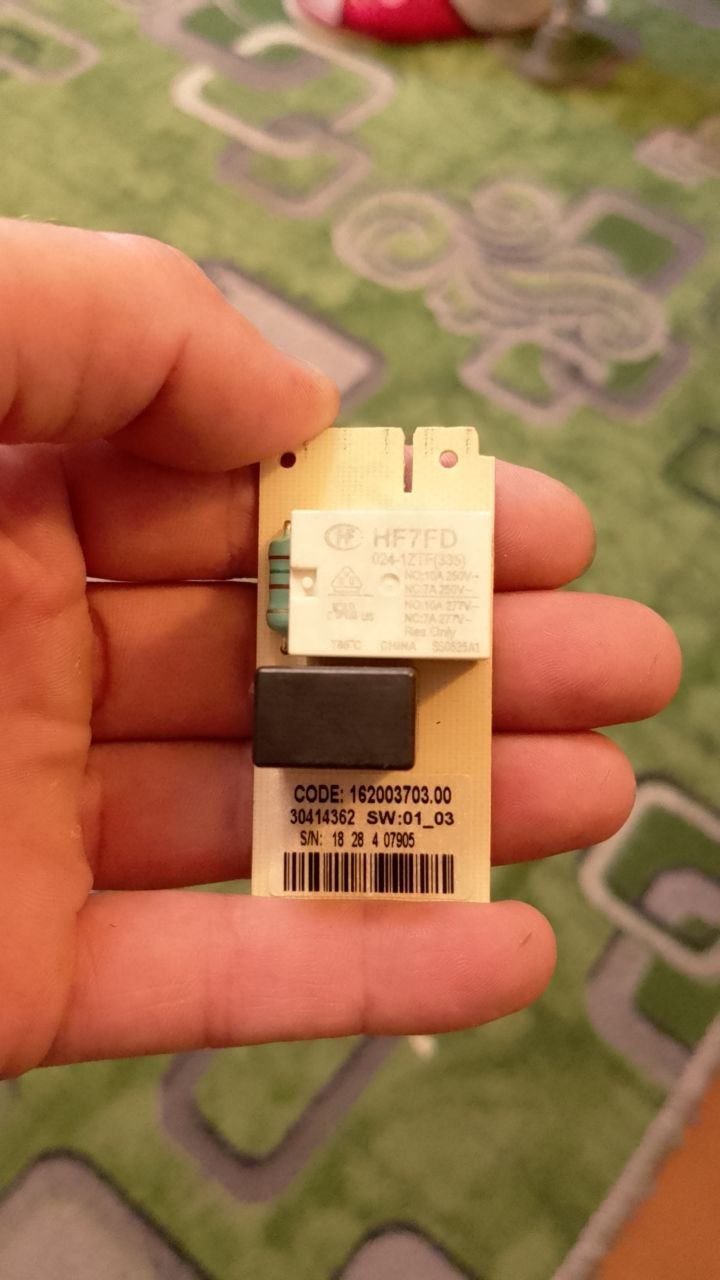 HF HF7FD
024-1ZTF(335)
NO:10A 250V~
NC:7A 250V~
NO:10A 277V~
NC:7A 277V~
Res Only
T85°C CHINA
CODE: 162003703.00
30414362 SW:01_03
S/N: 18 28 4 07905